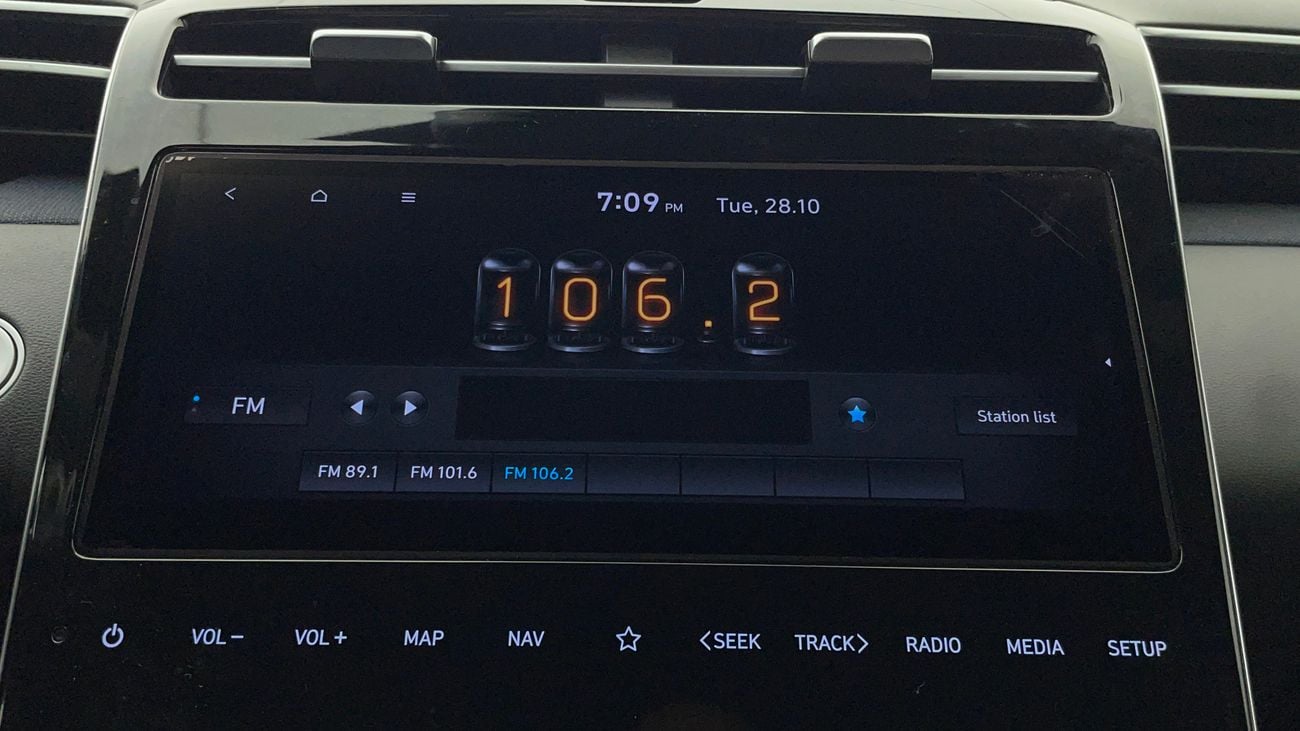 7:09 PM Tue, 28.10
106.2
FM
Station list
FM 89.1 FM 101.6 FM 106.2
VOL- VOL+ MAP NAV <SEEK TRACK> RADIO MEDIA SETUP